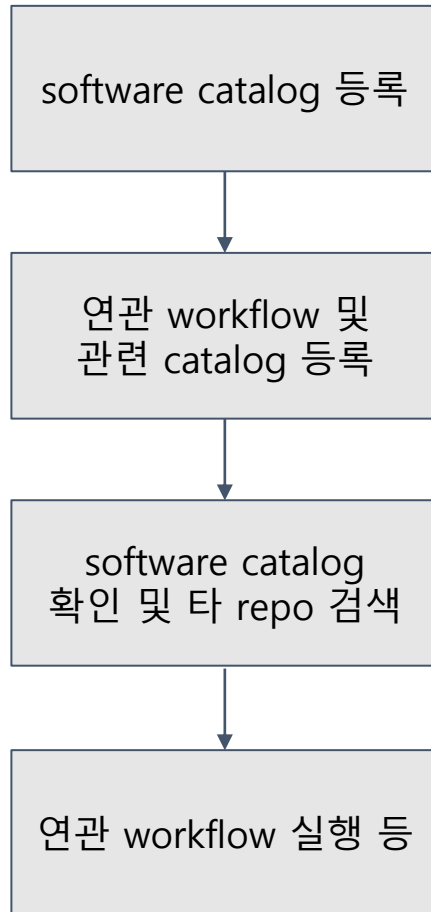 software catalog 등록
연관 workflow 및
관련 catalog 등록
software catalog
확인 및 타 repo 검색
연관 workflow 실행 등